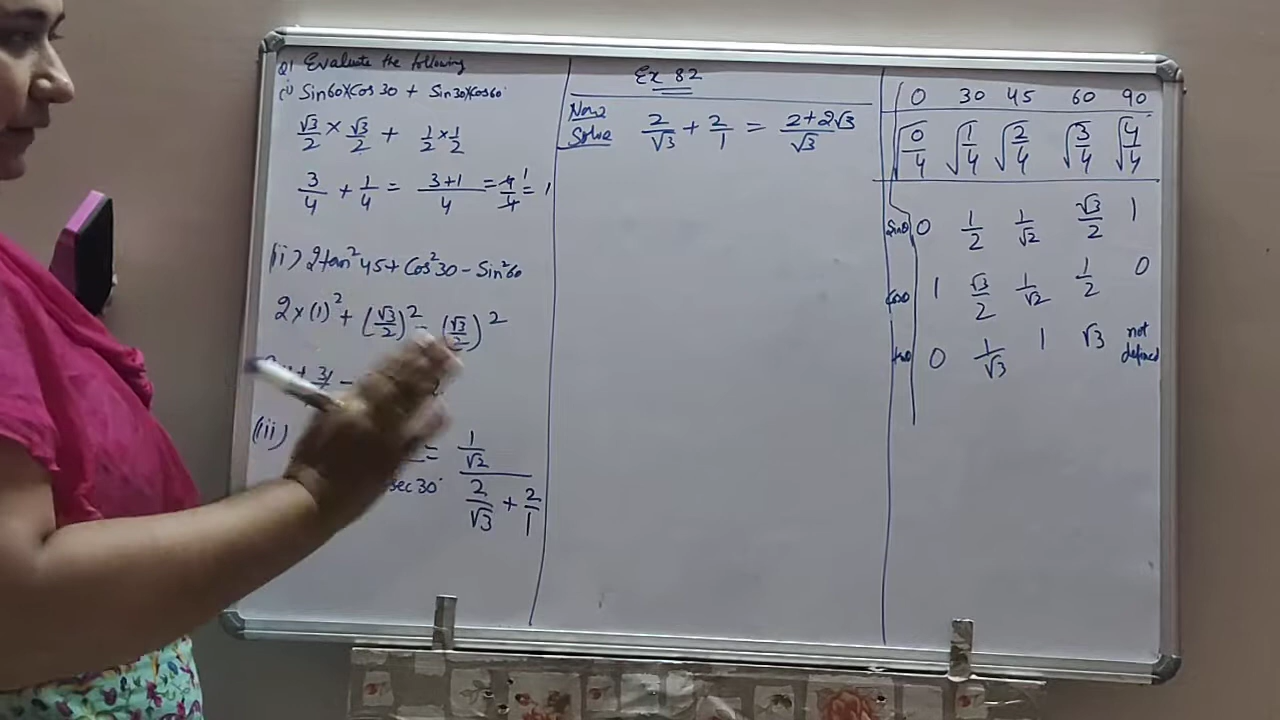 Q1 Evaluate the following
(i) Sin60×Cos30 + Sin30×Cos60
√3/2 × √3/2 + 1/2 × 1/2
3/4 + 1/4 = 3+1/4 = 4/4 = 1
(ii) 2tan²45 + Cos²30 - Sin²60
2×(1)² + (√3/2)² - (√3/2)²
+ 3/4 -
(iii)
= 1/√2
sec30° 2/√3 + 2/1
Ex 82
Now
Solve 2/√3 + 2/1 = 2+2√3/√3
0 30 45 60 90
√0/4 √1/4 √2/4 √3/4 √4/4
Sinθ 0 1/2 1/√2 √3/2 1
Cosθ 1 √3/2 1/√2 1/2 0
tanθ 0 1/√3 1 √3 not defined